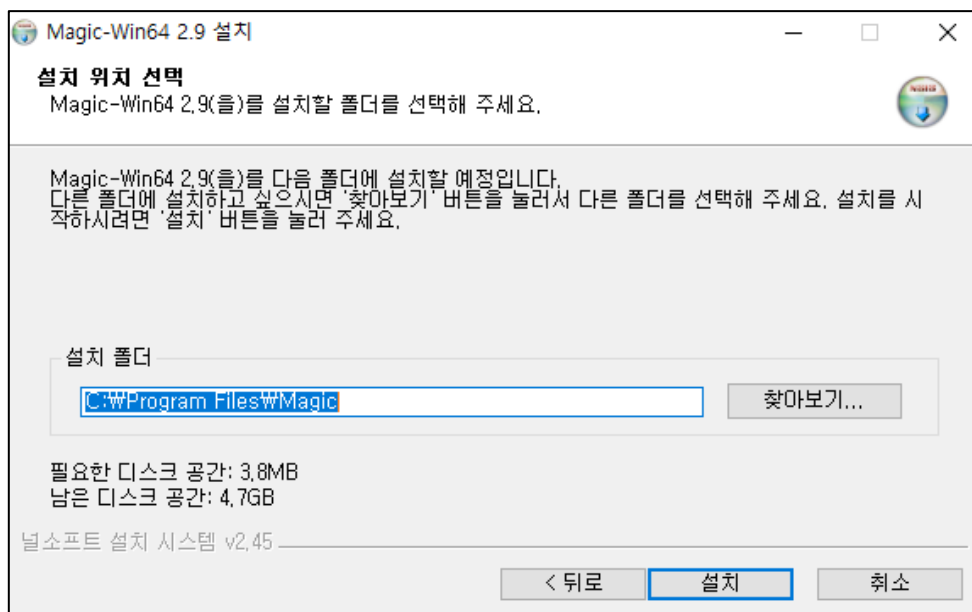 Magic-Win64 2.9 설치
설치 위치 선택
Magic-Win64 2.9(을)를 설치할 폴더를 선택해 주세요.
Magic-Win64 2.9(을)를 다음 폴더에 설치할 예정입니다.
다른 폴더에 설치하고 싶으시면 '찾아보기' 버튼을 눌러서 다른 폴더를 선택해 주세요. 설치를 시
작하시려면 '설치' 버튼을 눌러 주세요.
설치 폴더
C:₩Program Files₩Magic
찾아보기...
필요한 디스크 공간: 3.8MB
남은 디스크 공간: 4.7GB
널소프트 설치 시스템 v2.45
< 뒤로
설치
취소